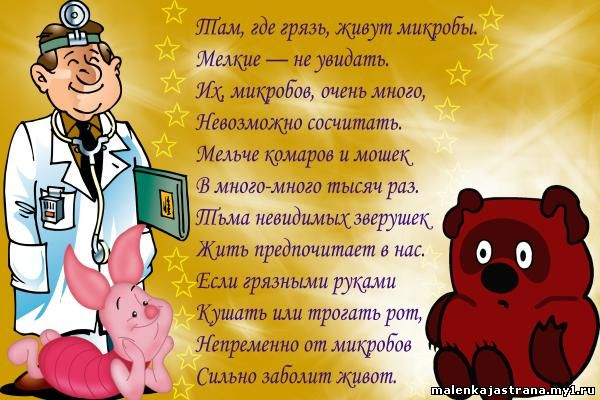 Там, где грязь, живут микробы.
Мелкие — не увидать.
Их, микробов, очень много,
Невозможно сосчитать.
Мельче комаров и мошек
В много-много тысяч раз.
Тьма невидимых зверушек
Жить предпочитает в нас.
Если грязными руками
Кушать или трогать рот,
Непременно от микробов
Сильно заболит живот.
malenkajastrana.my1.ru